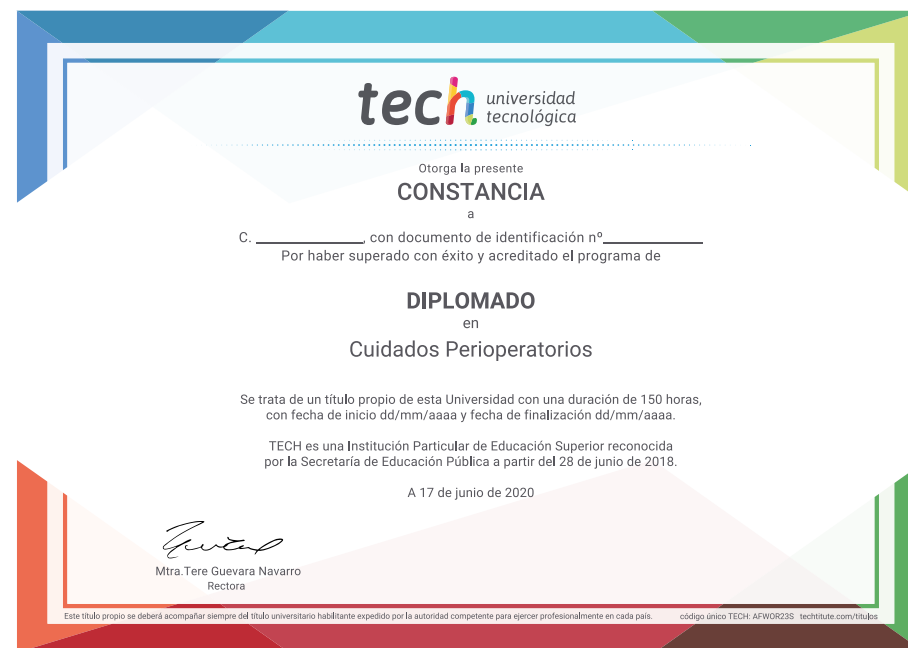 tech universidad
tecnológica
Otorga la presente
CONSTANCIA
a
C. ____________, con documento de identificación nº___________
Por haber superado con éxito y acreditado el programa de
DIPLOMADO
en
Cuidados Perioperatorios
Se trata de un título propio de esta Universidad con una duración de 150 horas,
con fecha de inicio dd/mm/aaaa y fecha de finalización dd/mm/aaaa.
TECH es una Institución Particular de Educación Superior reconocida
por la Secretaría de Educación Pública a partir del 28 de junio de 2018.
A 17 de junio de 2020
Mtra.Tere Guevara Navarro
Rectora
Este título propio se deberá acompañar siempre del título universitario habilitante expedido por la autoridad competente para ejercer profesionalmente en cada país. código único TECH: AFWOR23S techtitute.com/titulos